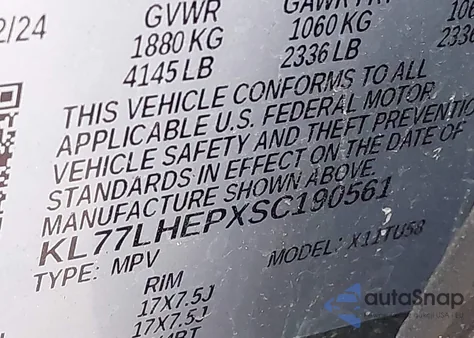 2/24
GVWR
1880 KG
4145 LB
1060 KG
2336 LB
THIS VEHICLE CONFORMS TO ALL
APPLICABLE U.S. FEDERAL MOTOR
VEHICLE SAFETY AND THEFT PREVENTIO
STANDARDS IN EFFECT ON THE DATE OF
MANUFACTURE SHOWN ABOVE.
KL77LHEPXSC190561
TYPE: MPV
MODEL: X11TU58
RIM
17X7.5J
17X7.5J
autoSnap